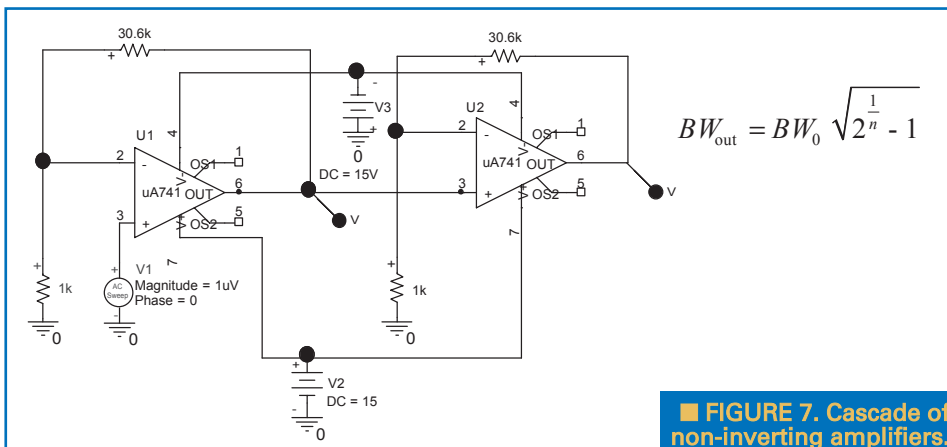 30.6k
+
30.6k
+
-
V3
+
0
DC = 15V
U1
4
2
-
OS1
1
V-
uA741
OUT
6
3
+
5
OS2
V+
7
V
U2
4
2
-
OS1
1
V-
uA741
OUT
6
3
+
5
OS2
V+
7
V
+
1k
0
+
V1
AC
Sweep
Magnitude = 1uV
Phase = 0
-
0
+
1k
0
+
V2
DC = 15
-
0
BW_out = BW_0 √(2^(1/n) - 1)
■ FIGURE 7. Cascade of
non-inverting amplifiers.